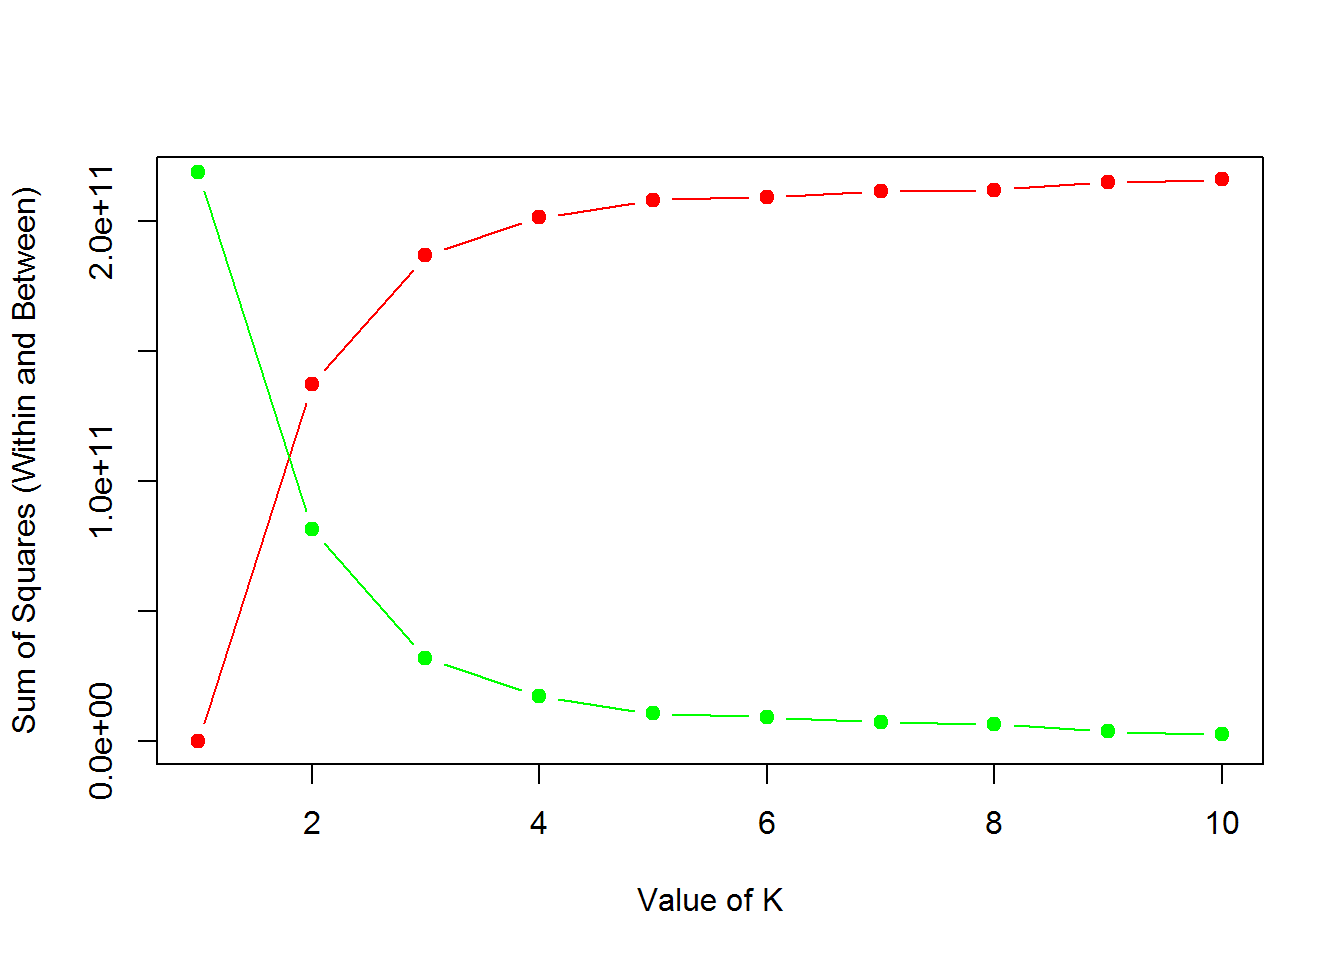 Sum of Squares (Within and Between)
2.0e+11
1.0e+11
0.0e+00
2 4 6 8 10
Value of K